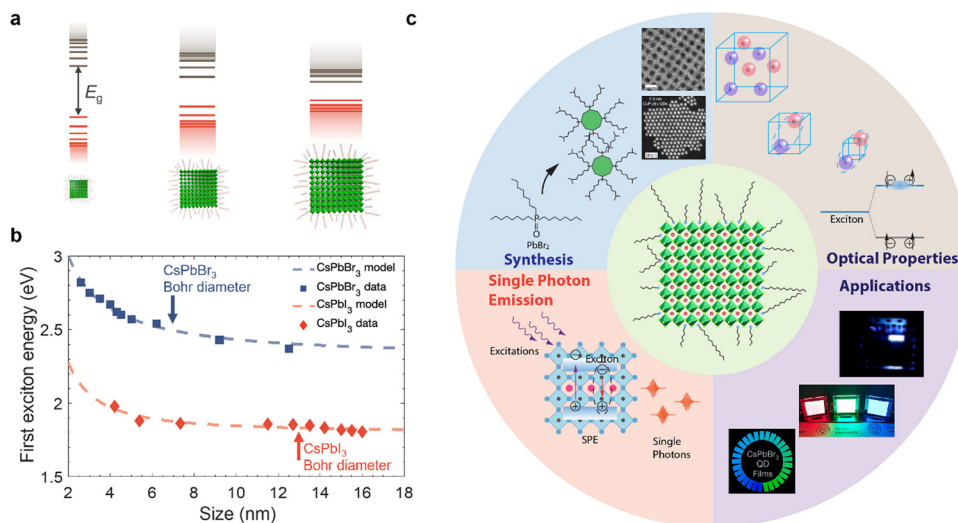 a
E_g
b
First exciton energy (eV)
3
2.5
2
1.5
CsPbBr₃ model
CsPbBr₃ data
CsPbI₃ model
CsPbI₃ data
CsPbBr₃
Bohr diameter
CsPbI₃
Bohr diameter
2 4 6 8 10 12 14 16 18
Size (nm)
c
PbBr₂
P
O
Synthesis
Exciton
Optical Properties
Single Photon
Emission
Excitations
Exciton
SPE
Single
Photons
Applications
CsPbBr₃
QD
Films